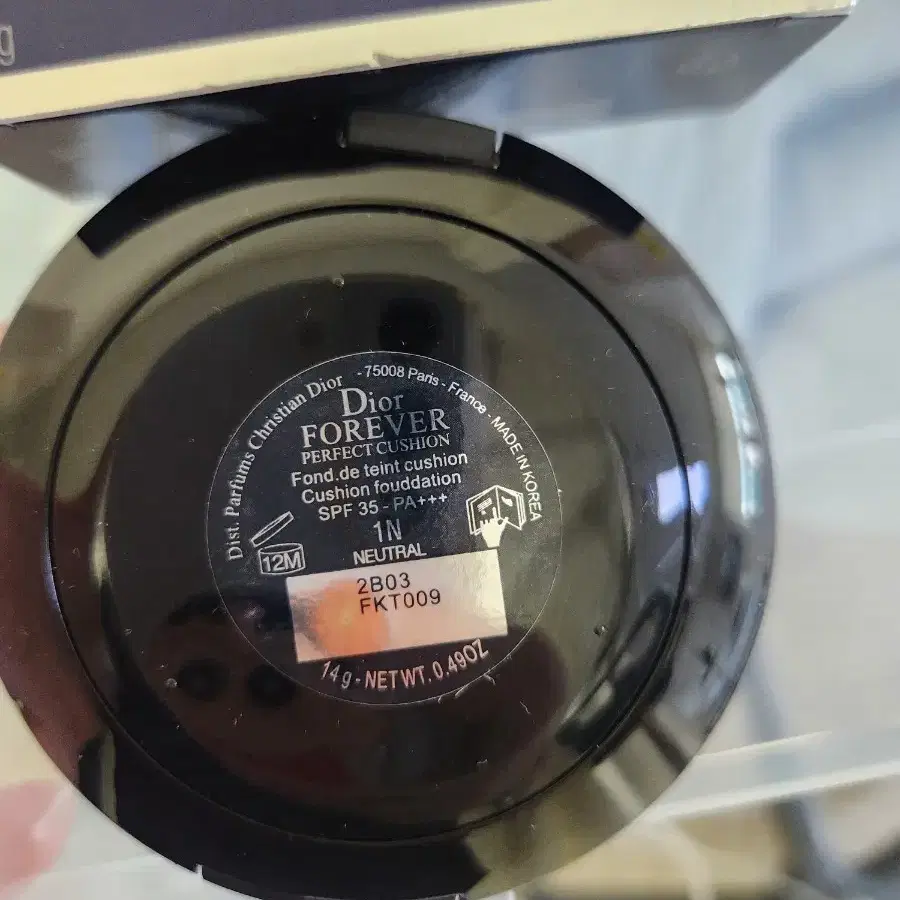 g
Dist. Parfums Christian Dior - 75008 Paris - France - MADE IN KOREA
Dior
FOREVER
PERFECT CUSHION
Fond.de teint cushion
Cushion fouddation
SPF 35 - PA+++
1N
NEUTRAL
12M
2B03
FKT009
14 g - NET WT. 0.49OZ